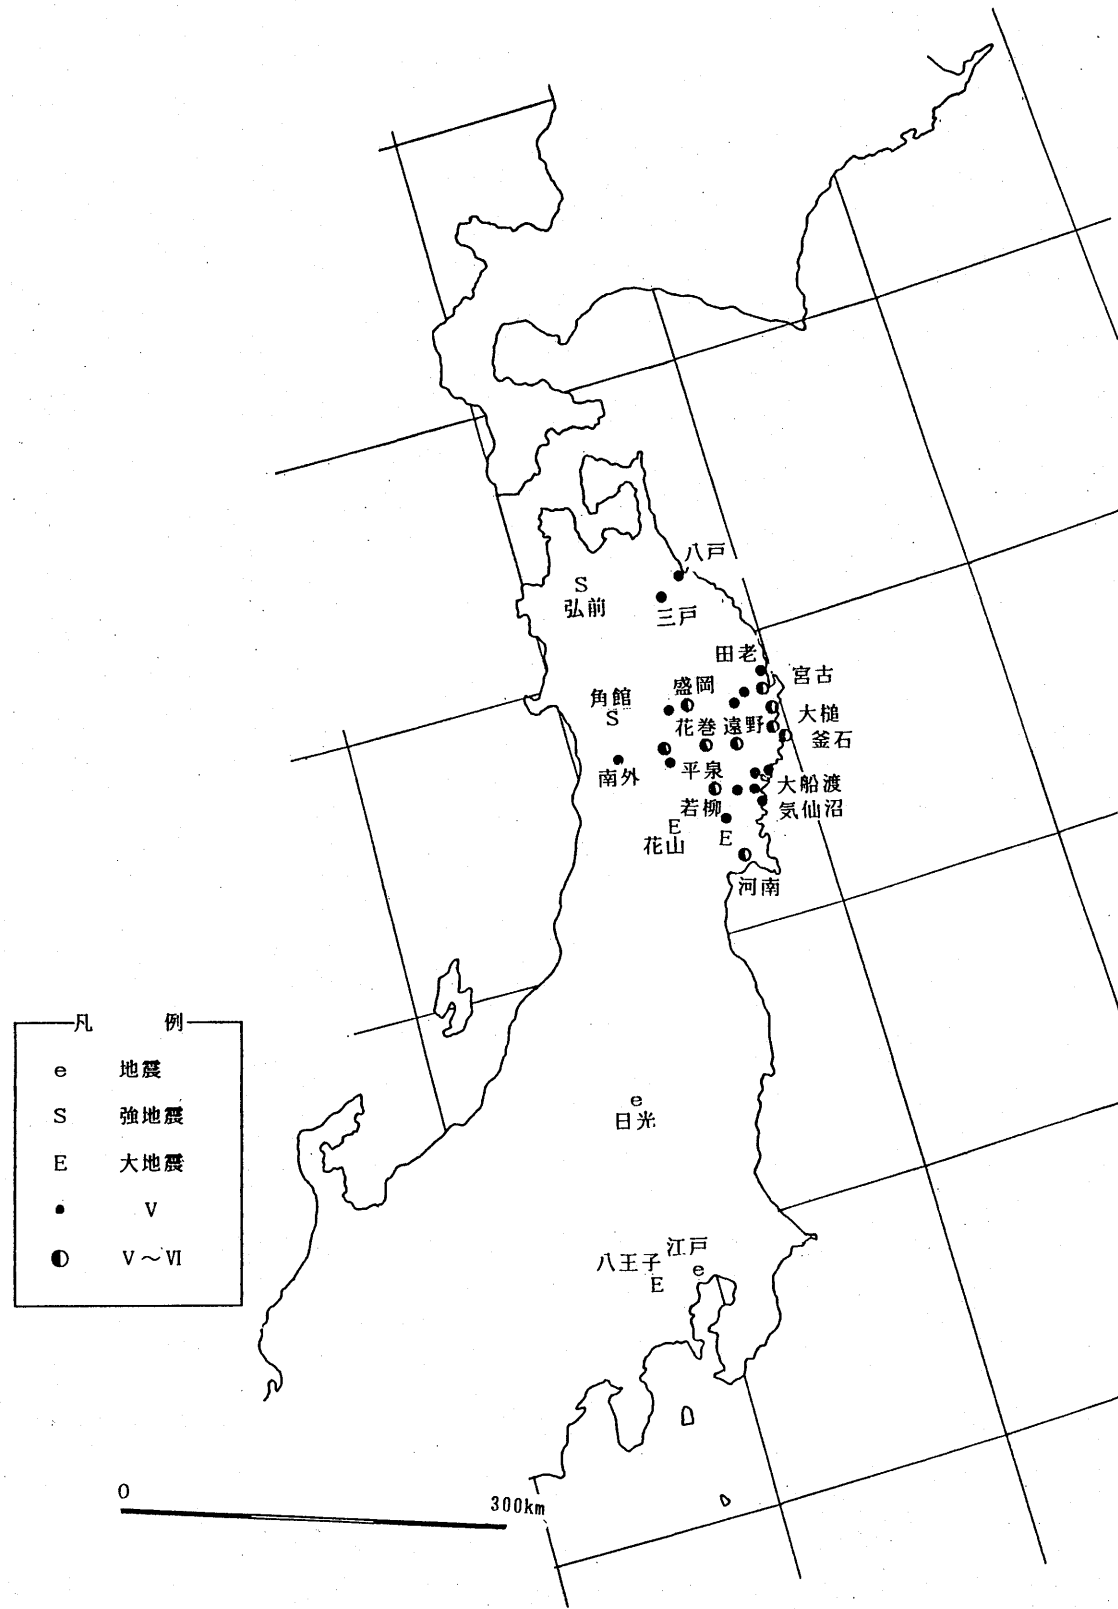 八戸
S
弘前
三戸
田老
宮古
角館
S
盛岡
大槌
花巻
遠野
釜石
南外
平泉
大船渡
若柳
気仙沼
E
花山
E
河南
凡 例
e 地震
S 強地震
E 大地震
● V
◐ V〜VI
e
日光
江戸
e
八王子
E
0
300km